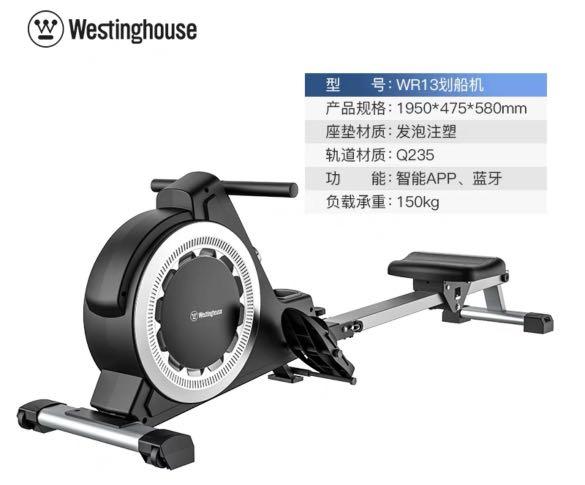 Westinghouse
型 号：WR13划船机
产品规格：1950*475*580mm
座垫材质：发泡注塑
轨道材质：Q235
功 能：智能APP、蓝牙
负载承重：150kg
Westinghouse